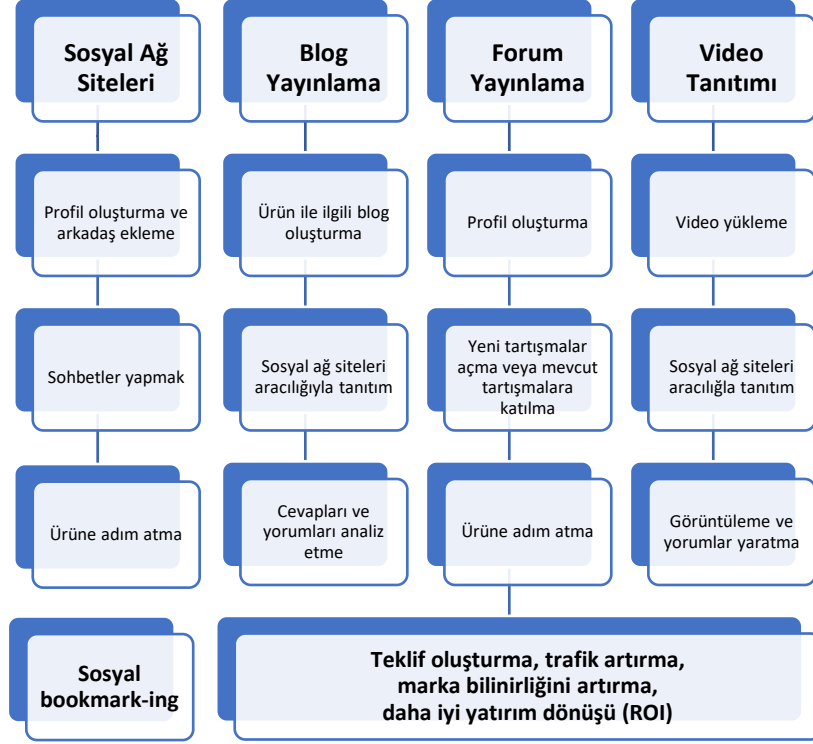 Sosyal Ağ
Siteleri
Blog
Yayınlama
Forum
Yayınlama
Video
Tanıtımı
Profil oluşturma ve
arkadaş ekleme
Ürün ile ilgili blog
oluşturma
Profil oluşturma
Video yükleme
Sohbetler yapmak
Sosyal ağ siteleri
aracılığıyla tanıtım
Yeni tartışmalar
açma veya mevcut
tartışmalara
katılma
Sosyal ağ siteleri
aracılığla tanıtım
Ürüne adım atma
Cevapları ve
yorumları analiz
etme
Ürüne adım atma
Görüntüleme ve
yorumlar yaratma
Sosyal
bookmark-ing
Teklif oluşturma, trafik artırma,
marka bilinirliğini artırma,
daha iyi yatırım dönüşü (ROI)